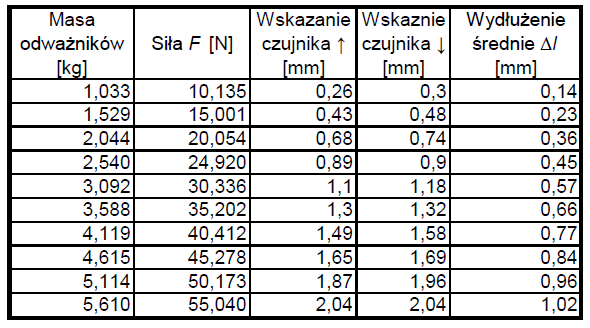 Masa odważników [kg] Siła F [N] Wskazanie czujnika ↑ [mm] Wskaznie czujnika ↓ [mm] Wydłużenie średnie Δl [mm]
1,033 10,135 0,26 0,3 0,14
1,529 15,001 0,43 0,48 0,23
2,044 20,054 0,68 0,74 0,36
2,540 24,920 0,89 0,9 0,45
3,092 30,336 1,1 1,18 0,57
3,588 35,202 1,3 1,32 0,66
4,119 40,412 1,49 1,58 0,77
4,615 45,278 1,65 1,69 0,84
5,114 50,173 1,87 1,96 0,96
5,610 55,040 2,04 2,04 1,02